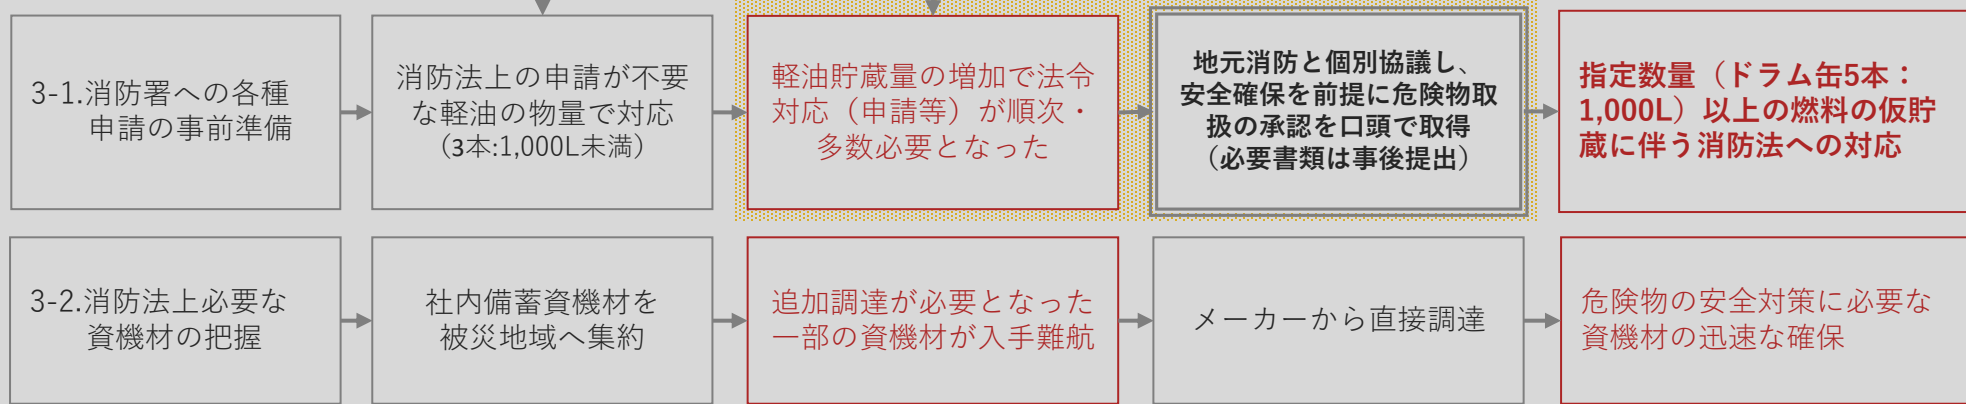 3-1.消防署への各種
申請の事前準備
消防法上の申請が不要
な軽油の物量で対応
（3本:1,000L未満）
軽油貯蔵量の増加で法令
対応（申請等）が順次・
多数必要となった
地元消防と個別協議し、
安全確保を前提に危険物取
扱の承認を口頭で取得
（必要書類は事後提出）
指定数量（ドラム缶5本：
1,000L）以上の燃料の仮貯
蔵に伴う消防法への対応
3-2.消防法上必要な
資機材の把握
社内備蓄資機材を
被災地域へ集約
追加調達が必要となった
一部の資機材が入手難航
メーカーから直接調達
危険物の安全対策に必要な
資機材の迅速な確保